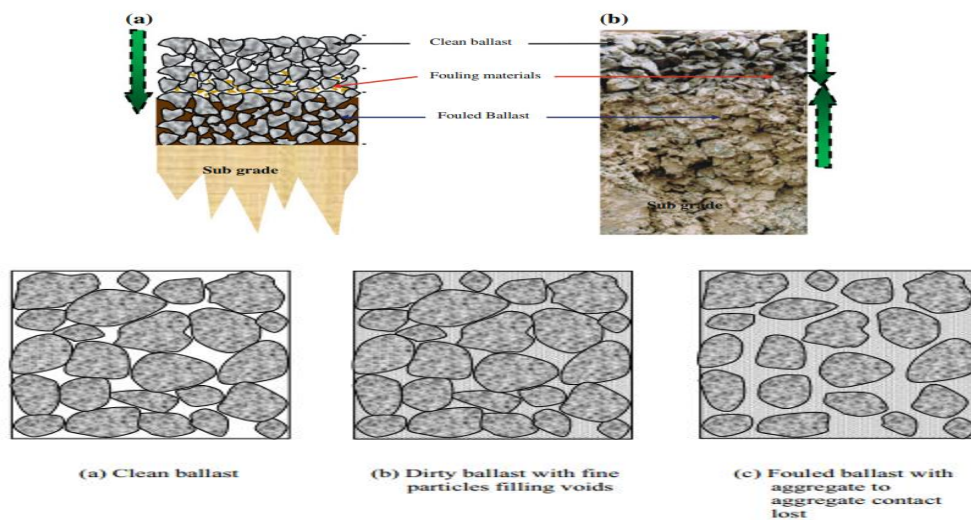 (a)
(b)
Clean ballast
Fouling materials
Fouled Ballast
Sub grade
Sub grade
(a) Clean ballast
(b) Dirty ballast with fine
particles filling voids
(c) Fouled ballast with
aggregate to
aggregate contact
lost